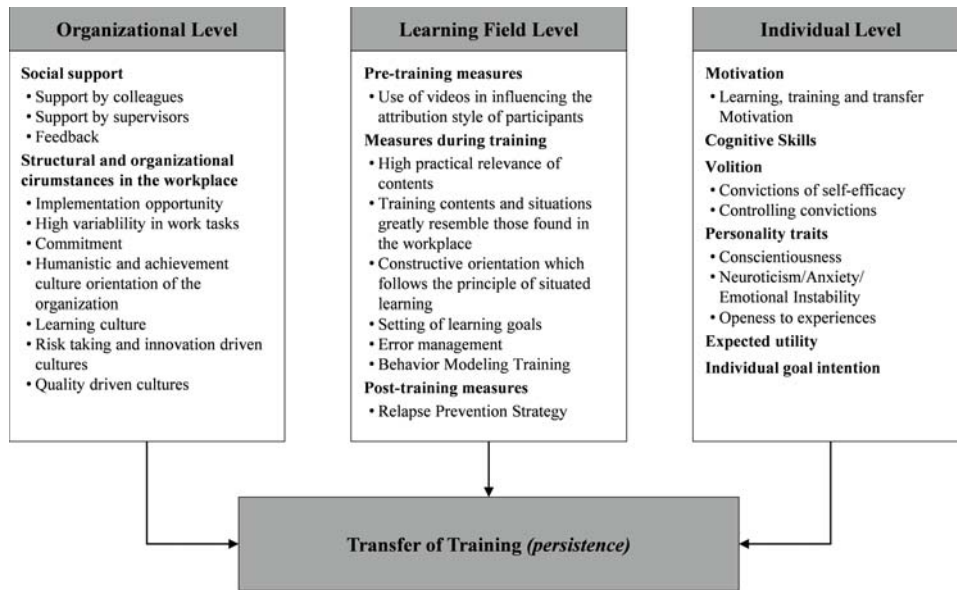 Organizational Level
Social support
• Support by colleagues
• Support by supervisors
• Feedback
Structural and organizational
cirumstances in the workplace
• Implementation opportunity
• High variablility in work tasks
• Commitment
• Humanistic and achievement
culture orientation of the
organization
• Learning culture
• Risk taking and innovation driven
cultures
• Quality driven cultures
Learning Field Level
Pre-training measures
• Use of videos in influencing the
attribution style of participants
Measures during training
• High practical relevance of
contents
• Training contents and situations
greatly resemble those found in
the workplace
• Constructive orientation which
follows the principle of situated
learning
• Setting of learning goals
• Error management
• Behavior Modeling Training
Post-training measures
• Relapse Prevention Strategy
Individual Level
Motivation
• Learning, training and transfer
Motivation
Cognitive Skills
Volition
• Convictions of self-efficacy
• Controlling convictions
Personality traits
• Conscientiousness
• Neuroticism/Anxiety/
Emotional Instability
• Openess to experiences
Expected utility
Individual goal intention
Transfer of Training (persistence)